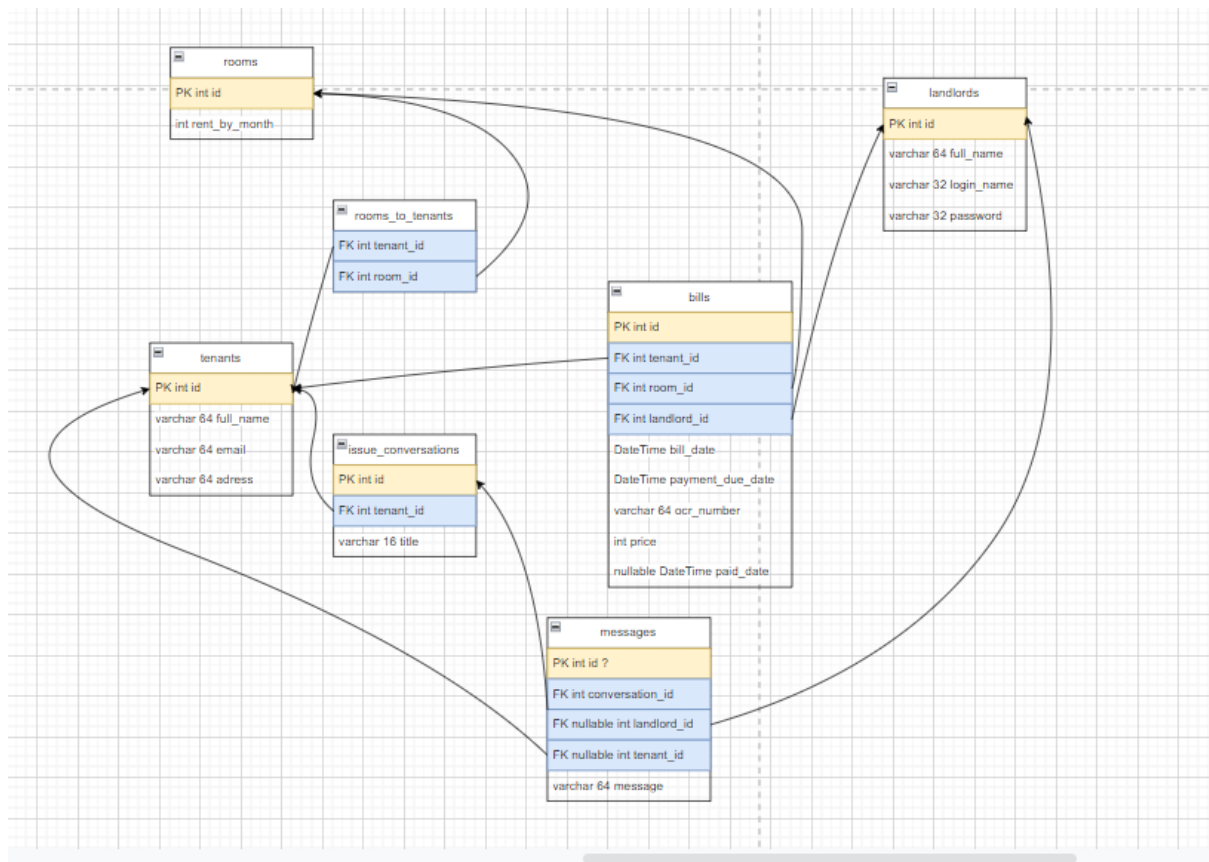 rooms
PK int id
int rent_by_month
landlords
PK int id
varchar 64 full_name
varchar 32 login_name
varchar 32 password
rooms_to_tenants
FK int tenant_id
FK int room_id
bills
PK int id
FK int tenant_id
FK int room_id
FK int landlord_id
DateTime bill_date
DateTime payment_due_date
varchar 64 ocr_number
int price
nullable DateTime paid_date
tenants
PK int id
varchar 64 full_name
varchar 64 email
varchar 64 adress
issue_conversations
PK int id
FK int tenant_id
varchar 16 title
messages
PK int id ?
FK int conversation_id
FK nullable int landlord_id
FK nullable int tenant_id
varchar 64 message